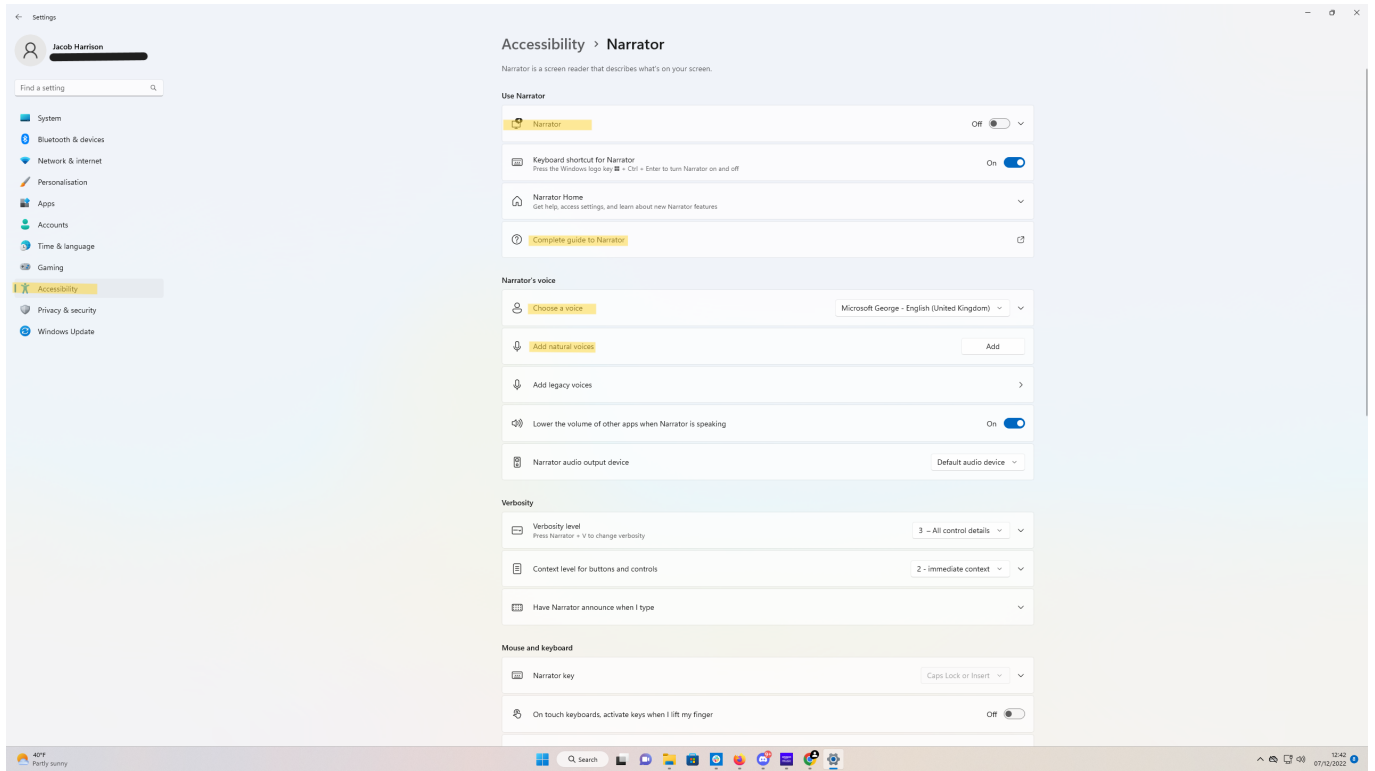 Settings
Jacob Harrison
Find a setting
System
Bluetooth & devices
Network & internet
Personalisation
Apps
Accounts
Time & language
Gaming
Accessibility
Privacy & security
Windows Update
Accessibility > Narrator
Narrator is a screen reader that describes what's on your screen.
Use Narrator
Narrator Off
Keyboard shortcut for Narrator On
Press the Windows logo key + Ctrl + Enter to turn Narrator on and off
Narrator Home
Get help, access settings, and learn about new Narrator features
Complete guide to Narrator
Narrator's voice
Choose a voice Microsoft George - English (United Kingdom)
Add natural voices Add
Add legacy voices
Lower the volume of other apps when Narrator is speaking On
Narrator audio output device Default audio device
Verbosity
Verbosity level 3 – All control details
Press Narrator + V to change verbosity
Context level for buttons and controls 2 - immediate context
Have Narrator announce when I type
Mouse and keyboard
Narrator key Caps Lock or Insert
On touch keyboards, activate keys when I lift my finger Off
40°F
Partly sunny
Search
12:42
07/12/2022